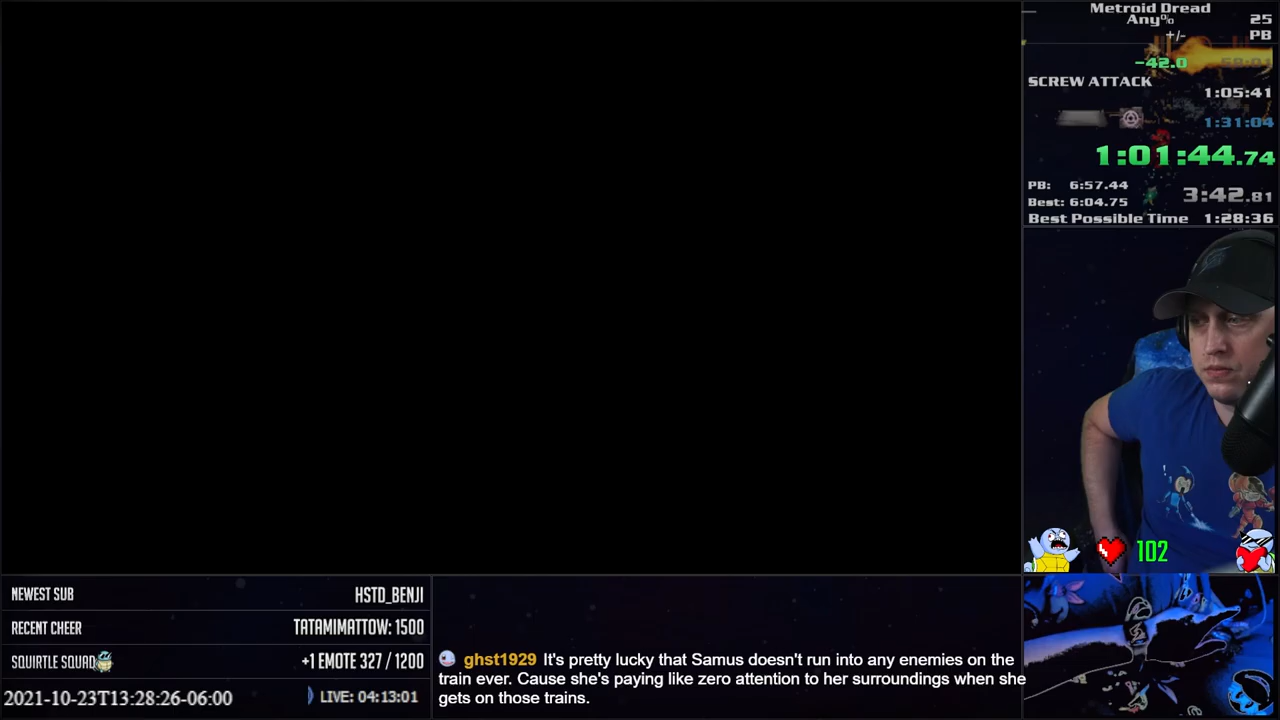 Metroid Dread
Any% 25
+/- PB
-42.0 58:01
SCREW ATTACK
1:05:41
1:31:04
1:01:44.74
PB: 6:57.44
Best: 6:04.75
3:42.81
Best Possible Time 1:28:36
102
NEWEST SUB HSTD_BENJI
RECENT CHEER TATAMIMATTOW: 1500
SQUIRTLE SQUAD +1 EMOTE 327 / 1200
2021-10-23T13:28:26-06:00 LIVE: 04:13:01
ghst1929 It's pretty lucky that Samus doesn't run into any enemies on the
train ever. Cause she's paying like zero attention to her surroundings when she
gets on those trains.